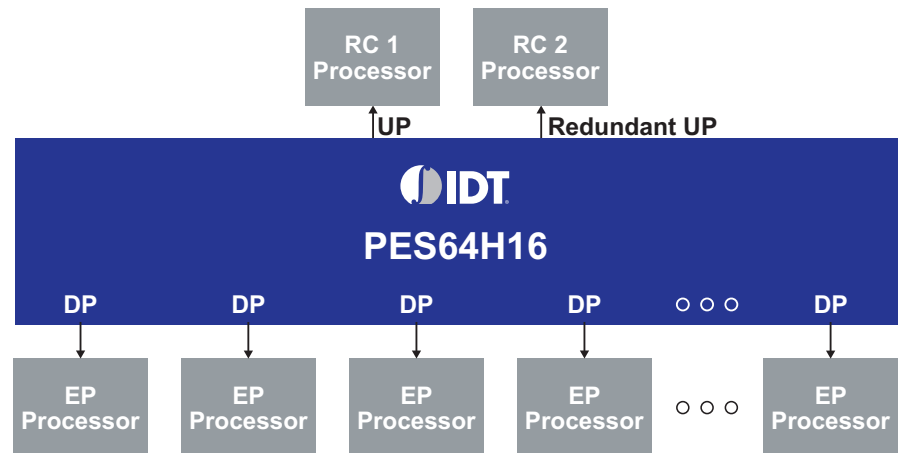 RC 1
Processor
RC 2
Processor
UP
Redundant UP
IDT
PES64H16
DP
DP
DP
DP
DP
EP
Processor
EP
Processor
EP
Processor
EP
Processor
EP
Processor